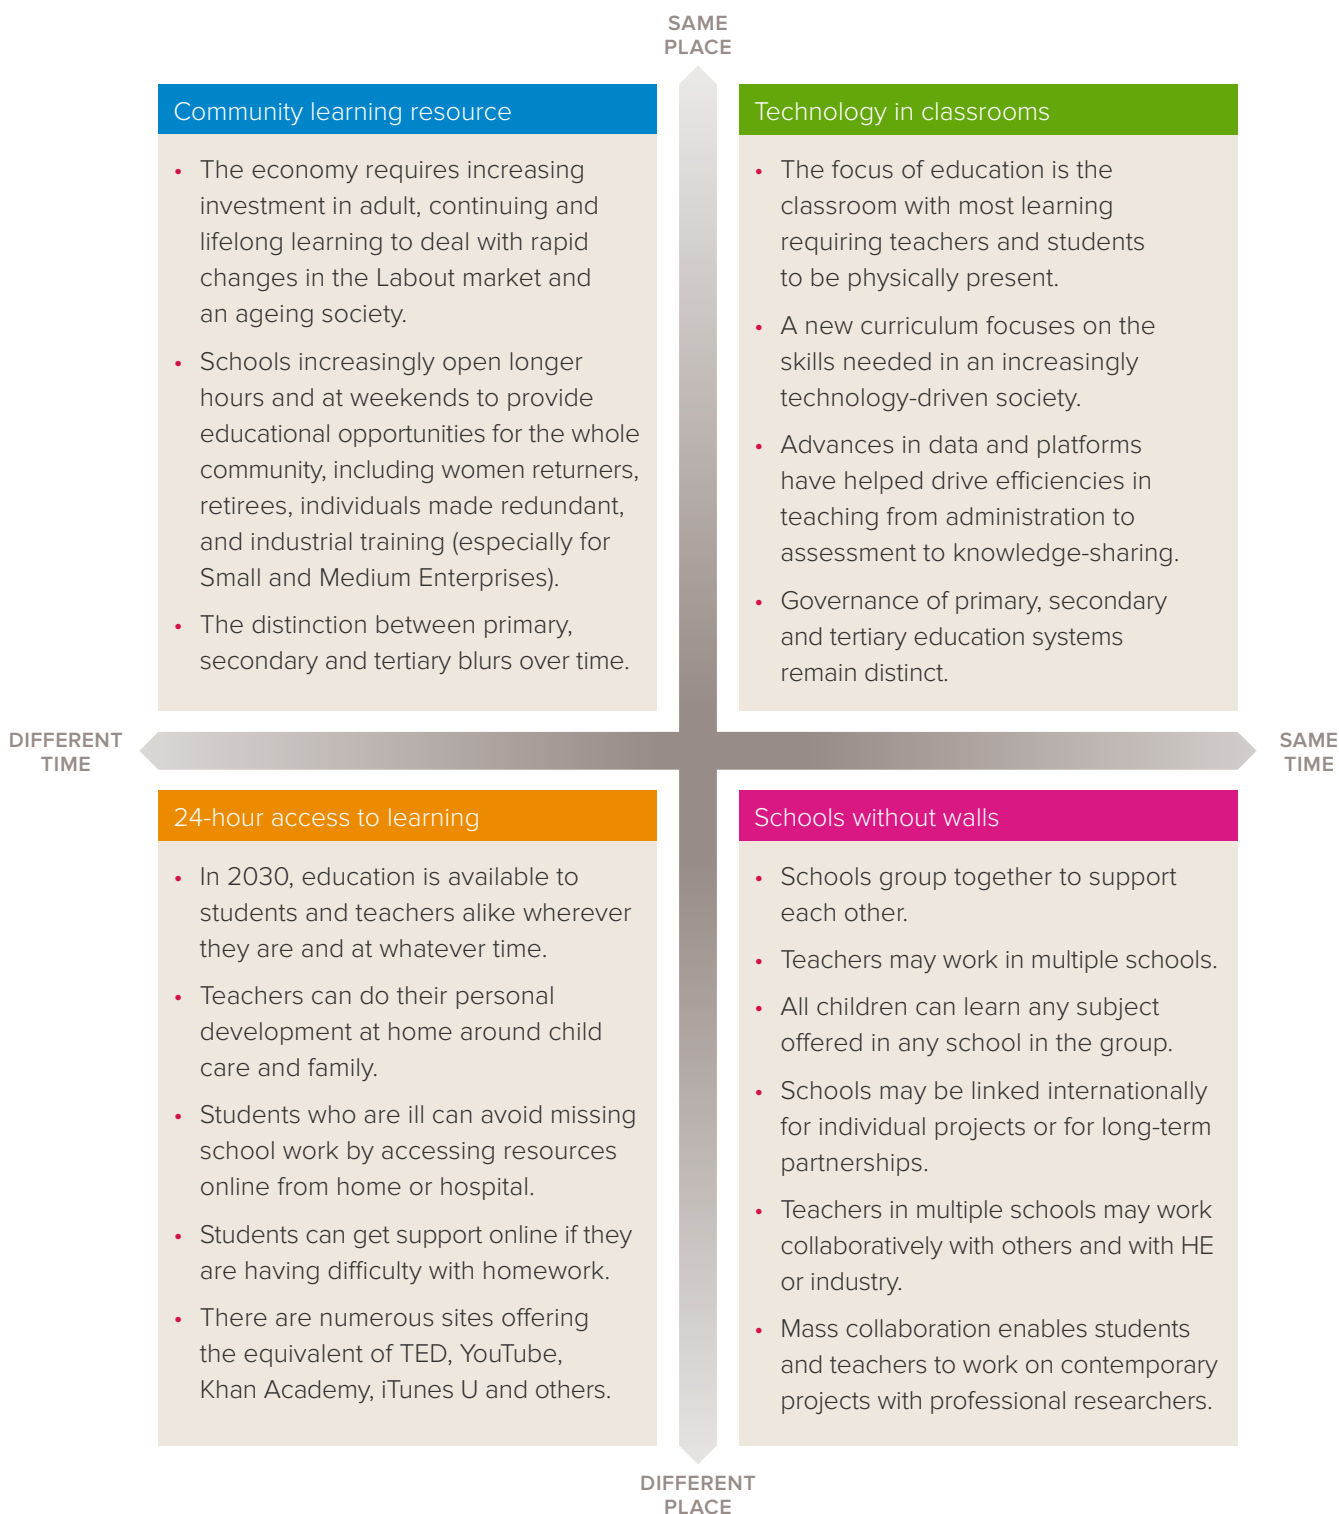 SAME
PLACE
Community learning resource
• The economy requires increasing
investment in adult, continuing and
lifelong learning to deal with rapid
changes in the Labout market and
an ageing society.
• Schools increasingly open longer
hours and at weekends to provide
educational opportunities for the whole
community, including women returners,
retirees, individuals made redundant,
and industrial training (especially for
Small and Medium Enterprises).
• The distinction between primary,
secondary and tertiary blurs over time.
Technology in classrooms
• The focus of education is the
classroom with most learning
requiring teachers and students
to be physically present.
• A new curriculum focuses on the
skills needed in an increasingly
technology-driven society.
• Advances in data and platforms
have helped drive efficiencies in
teaching from administration to
assessment to knowledge-sharing.
• Governance of primary, secondary
and tertiary education systems
remain distinct.
DIFFERENT
TIME
SAME
TIME
24-hour access to learning
• In 2030, education is available to
students and teachers alike wherever
they are and at whatever time.
• Teachers can do their personal
development at home around child
care and family.
• Students who are ill can avoid missing
school work by accessing resources
online from home or hospital.
• Students can get support online if they
are having difficulty with homework.
• There are numerous sites offering
the equivalent of TED, YouTube,
Khan Academy, iTunes U and others.
Schools without walls
• Schools group together to support
each other.
• Teachers may work in multiple schools.
• All children can learn any subject
offered in any school in the group.
• Schools may be linked internationally
for individual projects or for long-term
partnerships.
• Teachers in multiple schools may work
collaboratively with others and with HE
or industry.
• Mass collaboration enables students
and teachers to work on contemporary
projects with professional researchers.
DIFFERENT
PLACE